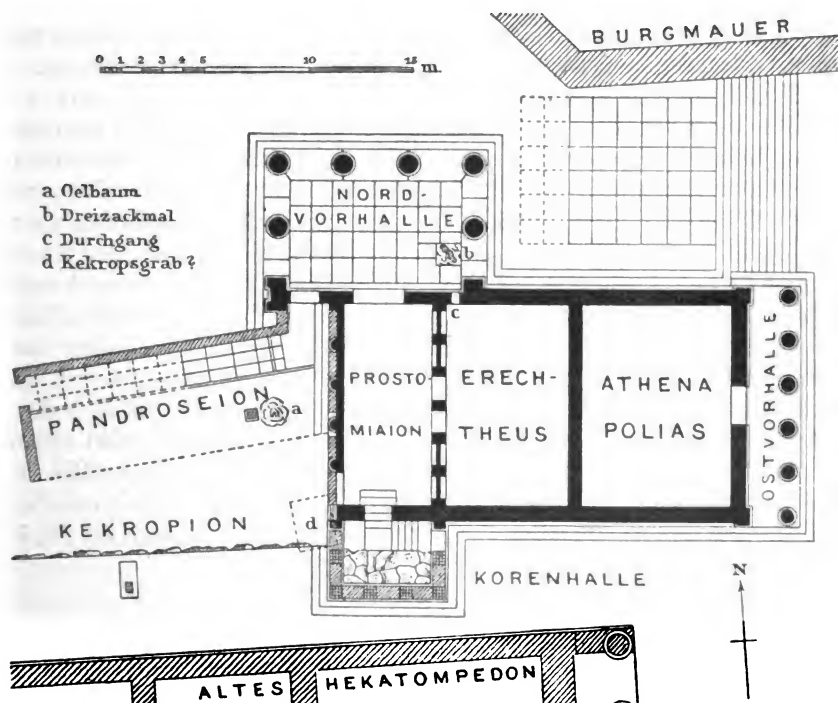 BURGMAUER
0 1 2 3 4 5 10 15 m.
a Oelbaum
b Dreizackmal
c Durchgang
d Kekropsgrab?
NORD-
VORHALLE
b
c
PROSTO-
MIAION
ERECH-
THEUS
ATHENA
POLIAS
OSTVORHALLE
PANDROSEION
a
KEKROPION
d
KORENHALLE
N
ALTES HEKATOMPEDON